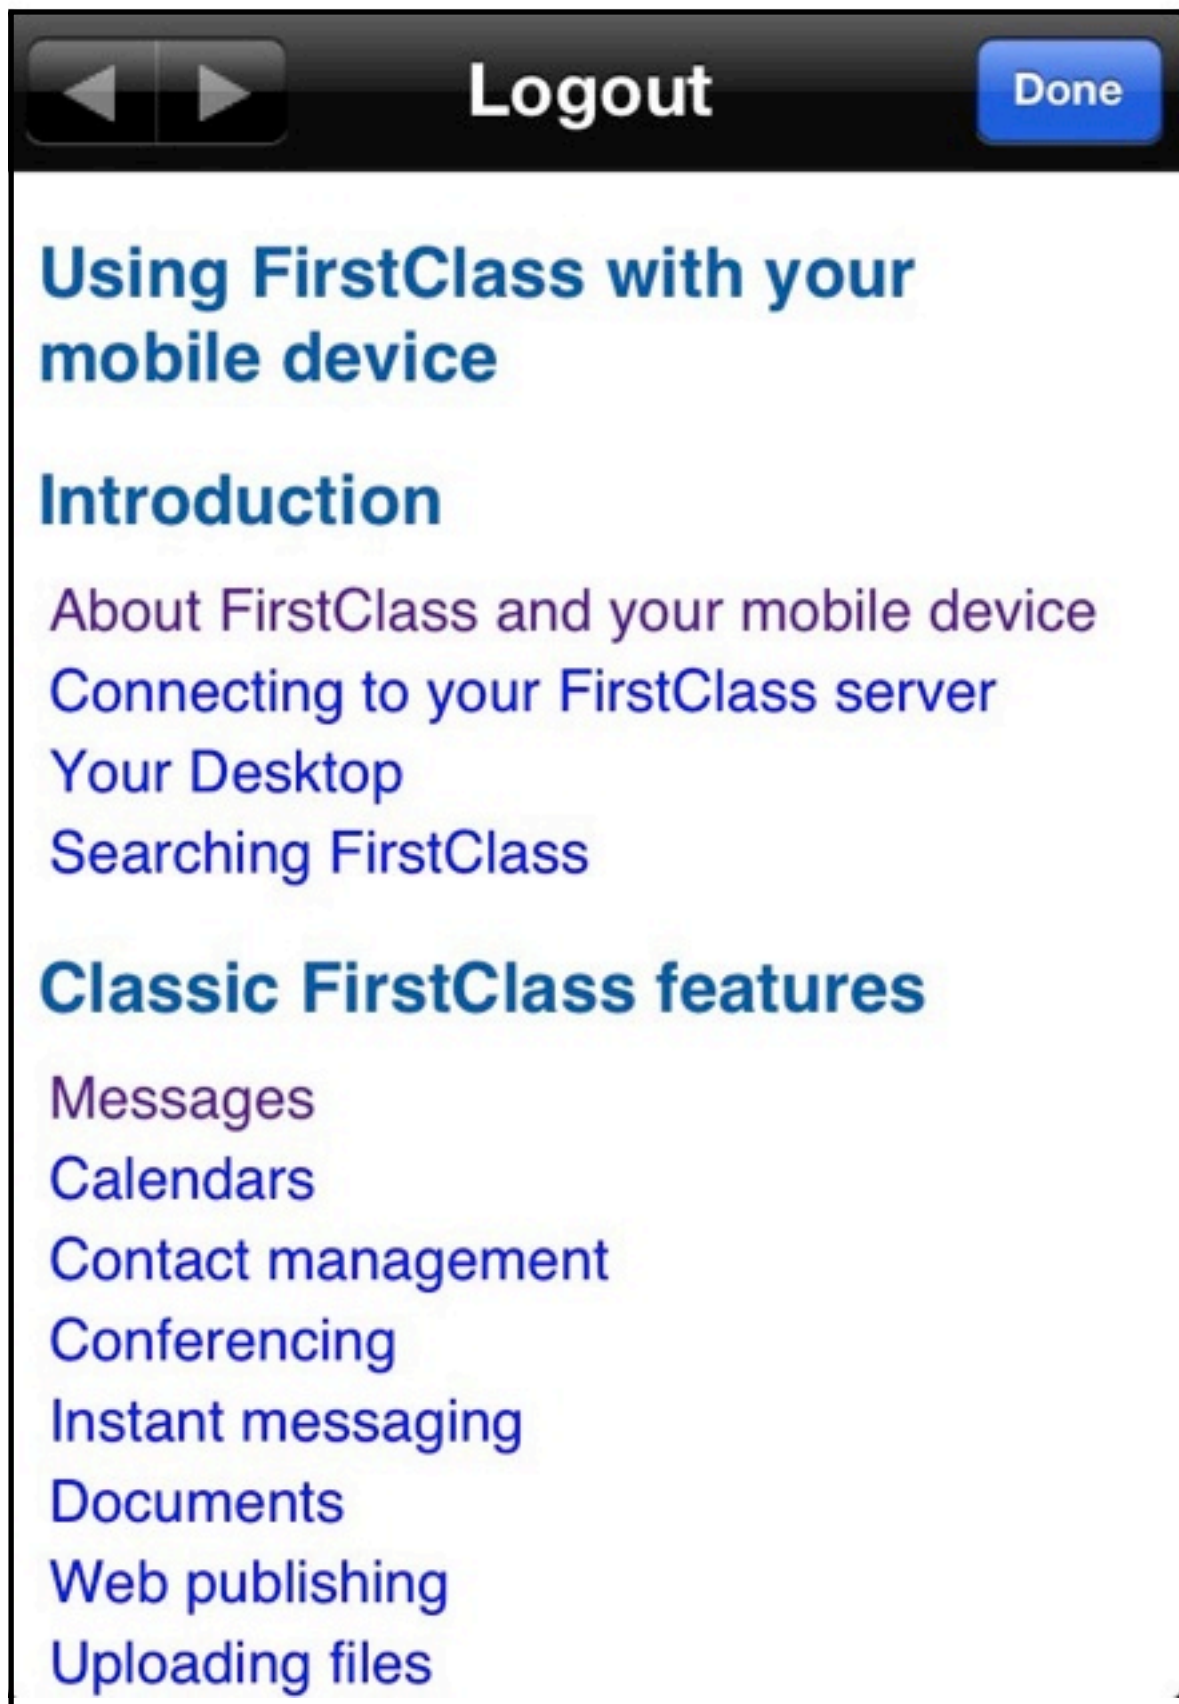 Logout
Done
Using FirstClass with your
mobile device
Introduction
About FirstClass and your mobile device
Connecting to your FirstClass server
Your Desktop
Searching FirstClass
Classic FirstClass features
Messages
Calendars
Contact management
Conferencing
Instant messaging
Documents
Web publishing
Uploading files